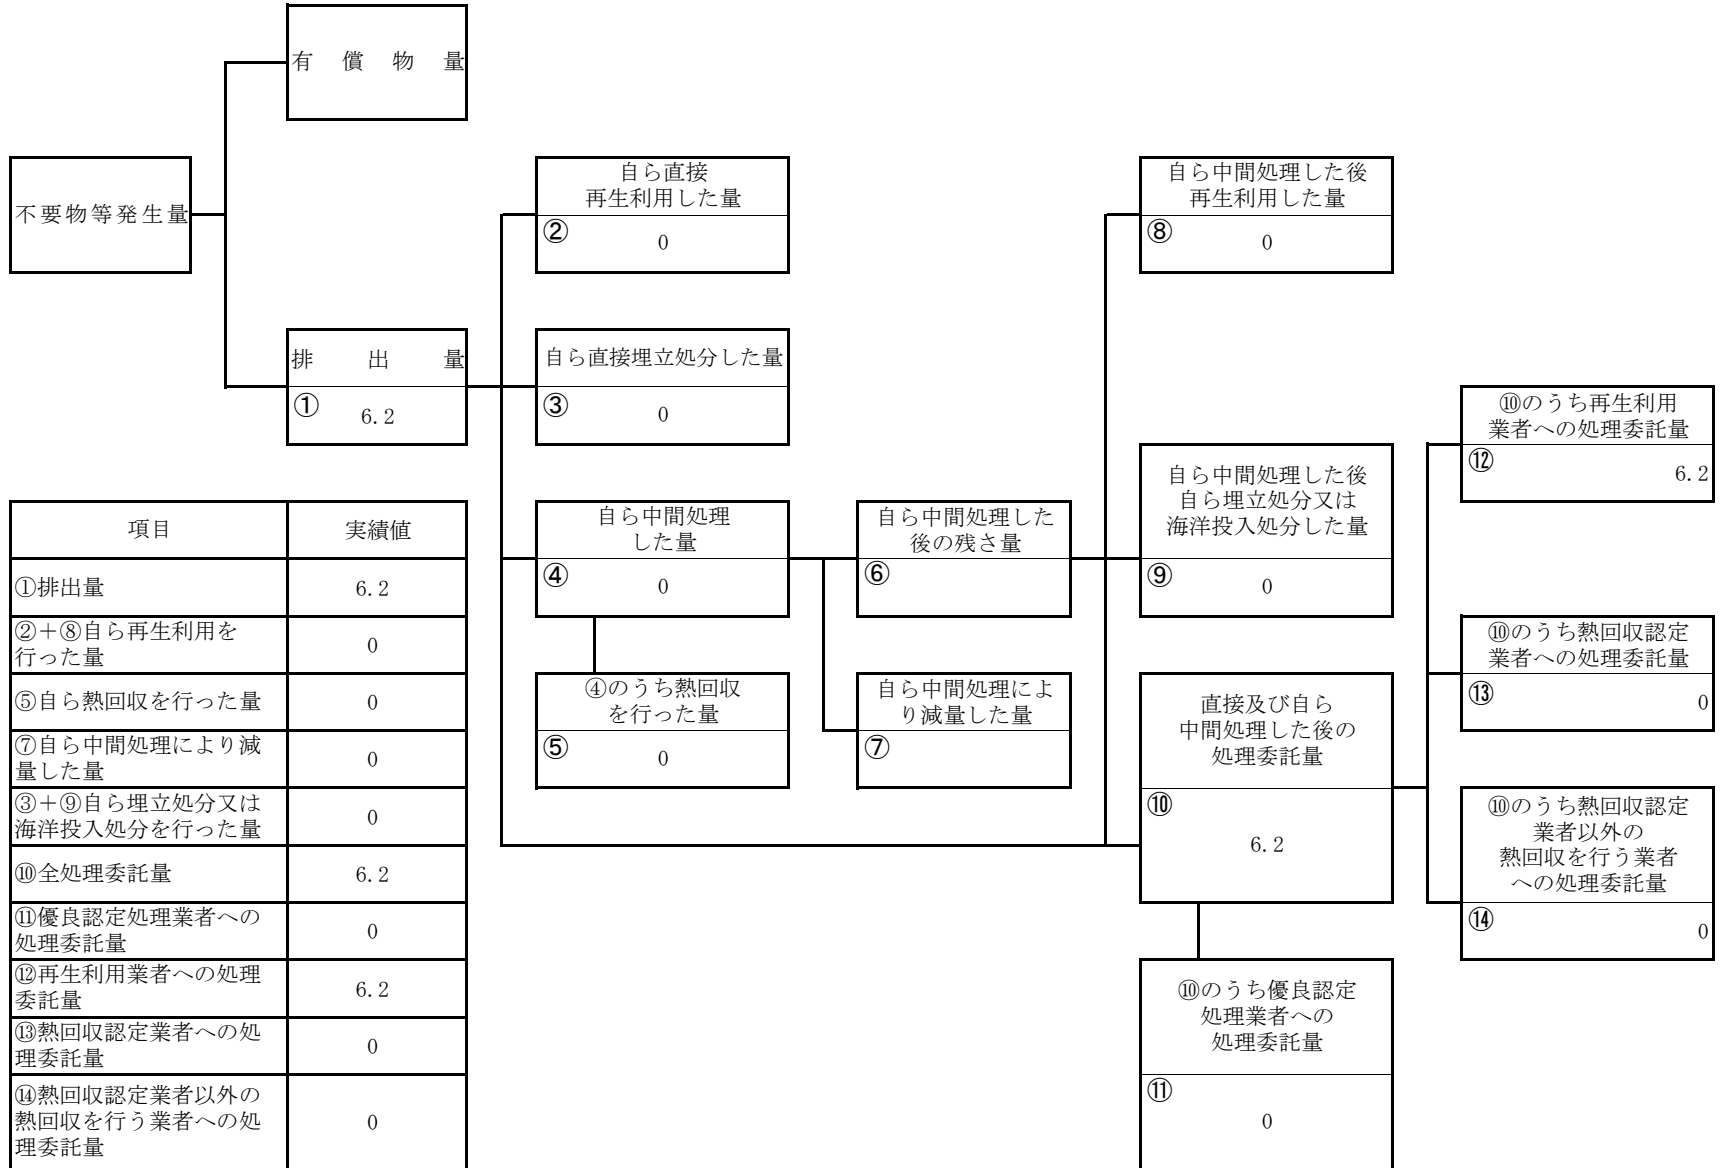 有償物量
不要物等発生量
排出量
① 6.2
自ら直接
再生利用した量
② 0
自ら直接埋立処分した量
③ 0
自ら中間処理
した量
④ 0
④のうち熱回収
を行った量
⑤ 0
自ら中間処理した
後の残さ量
⑥
自ら中間処理によ
り減量した量
⑦
自ら中間処理した後
再生利用した量
⑧ 0
自ら中間処理した後
自ら埋立処分又は
海洋投入処分した量
⑨ 0
直接及び自ら
中間処理した後の
処理委託量
⑩
6.2
⑩のうち優良認定
処理業者への
処理委託量
⑪
0
⑩のうち再生利用
業者への処理委託量
⑫ 6.2
⑩のうち熱回収認定
業者への処理委託量
⑬ 0
⑩のうち熱回収認定
業者以外の
熱回収を行う業者
への処理委託量
⑭ 0
項目 実績値
①排出量 6.2
②+⑧自ら再生利用を
行った量 0
⑤自ら熱回収を行った量 0
⑦自ら中間処理により減
量した量 0
③+⑨自ら埋立処分又は
海洋投入処分を行った量 0
⑩全処理委託量 6.2
⑪優良認定処理業者への
処理委託量 0
⑫再生利用業者への処理
委託量 6.2
⑬熱回収認定業者への処
理委託量 0
⑭熱回収認定業者以外の
熱回収を行う業者への処
理委託量 0